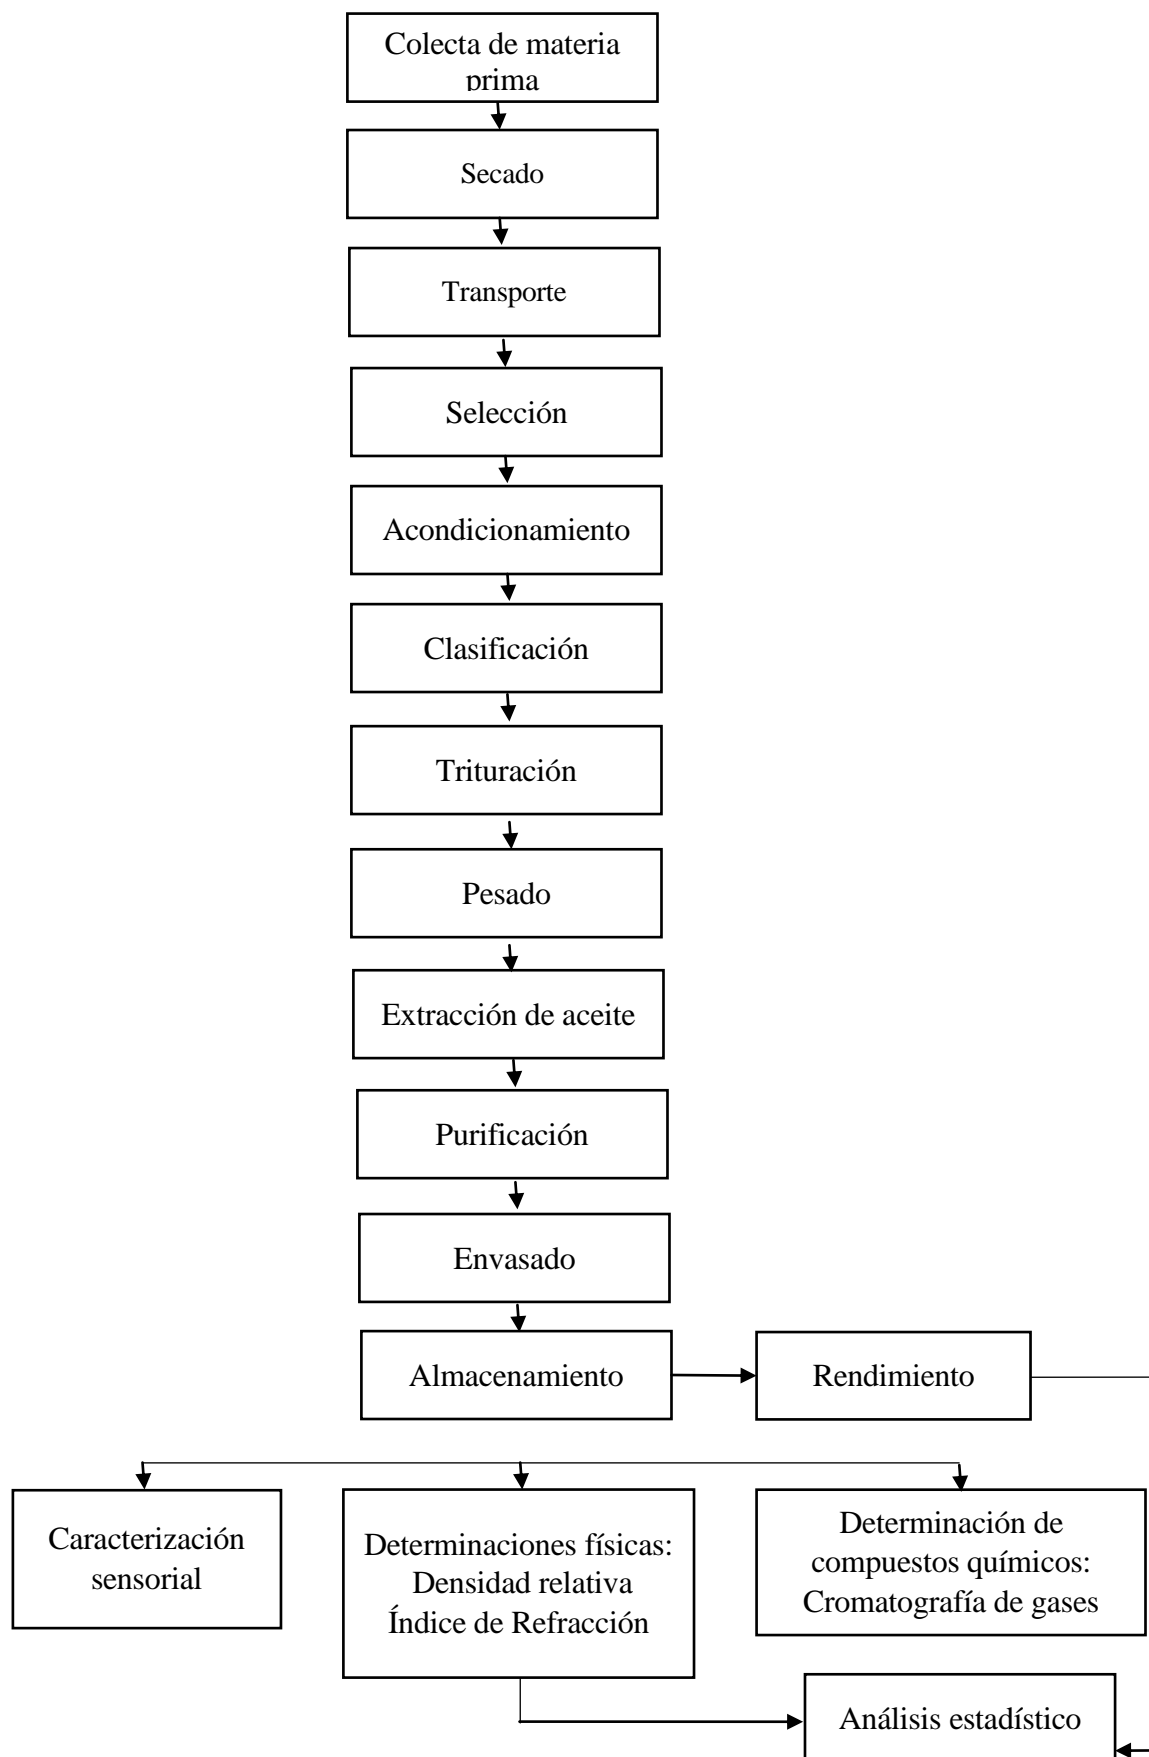 Colecta de materia
prima
Secado
Transporte
Selección
Acondicionamiento
Clasificación
Trituración
Pesado
Extracción de aceite
Purificación
Envasado
Almacenamiento
Rendimiento
Caracterización
sensorial
Determinaciones físicas:
Densidad relativa
Índice de Refracción
Determinación de
compuestos químicos:
Cromatografía de gases
Análisis estadístico